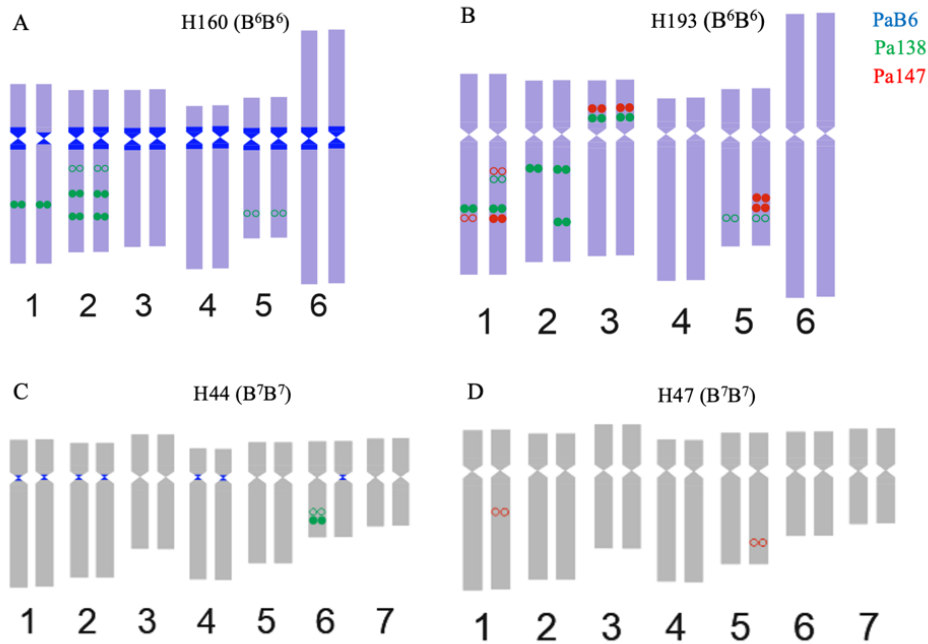 A
H160 (B⁶B⁶)
1 2 3 4 5 6
B
H193 (B⁶B⁶)
1 2 3 4 5 6
PaB6
Pa138
Pa147
C
H44 (B⁷B⁷)
1 2 3 4 5 6 7
D
H47 (B⁷B⁷)
1 2 3 4 5 6 7